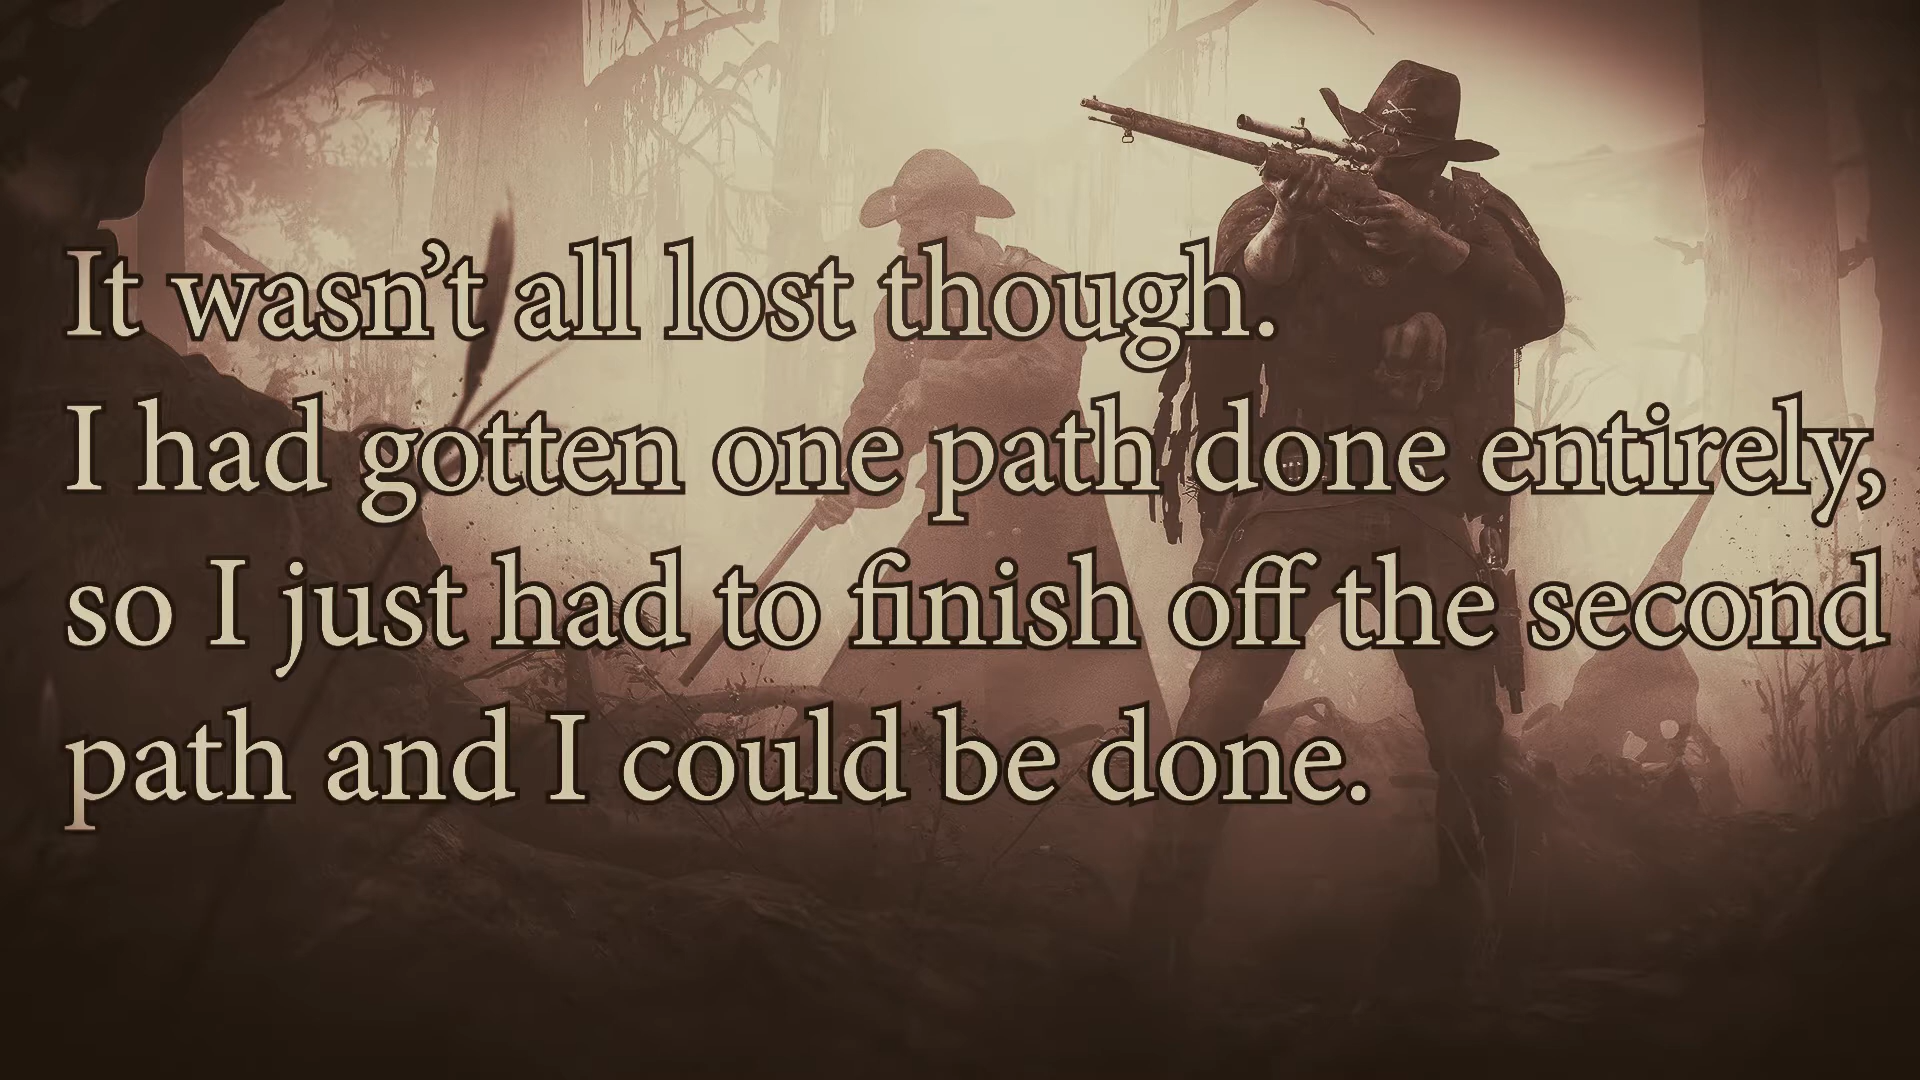 It wasn’t all lost though.
I had gotten one path done entirely,
so I just had to finish off the second
path and I could be done.